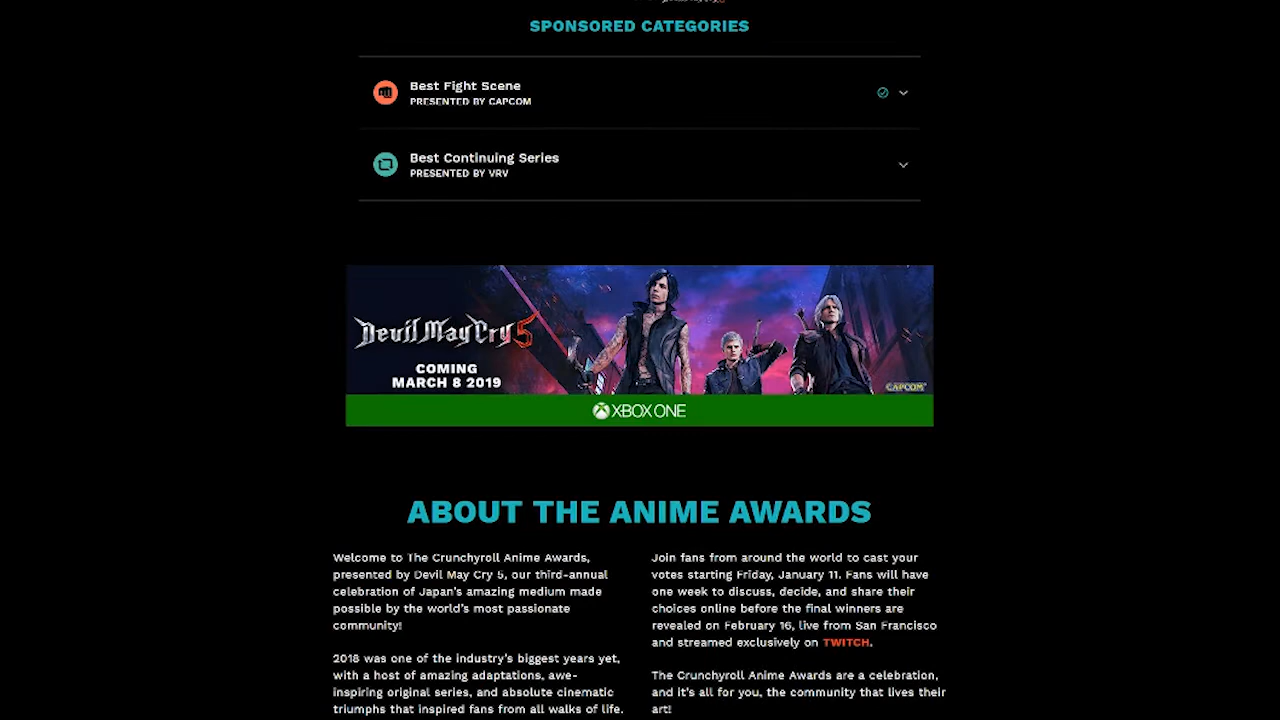 SPONSORED CATEGORIES
Best Fight Scene
PRESENTED BY CAPCOM
Best Continuing Series
PRESENTED BY VRV
Devil May Cry 5
COMING
MARCH 8 2019
CAPCOM
XBOX ONE
ABOUT THE ANIME AWARDS
Welcome to The Crunchyroll Anime Awards,
presented by Devil May Cry 5, our third-annual
celebration of Japan's amazing medium made
possible by the world's most passionate
community!
2018 was one of the industry's biggest years yet,
with a host of amazing adaptations, awe-
inspiring original series, and absolute cinematic
triumphs that inspired fans from all walks of life.
Join fans from around the world to cast your
votes starting Friday, January 11. Fans will have
one week to discuss, decide, and share their
choices online before the final winners are
revealed on February 16, live from San Francisco
and streamed exclusively on TWITCH.
The Crunchyroll Anime Awards are a celebration,
and it's all for you, the community that lives their
art!